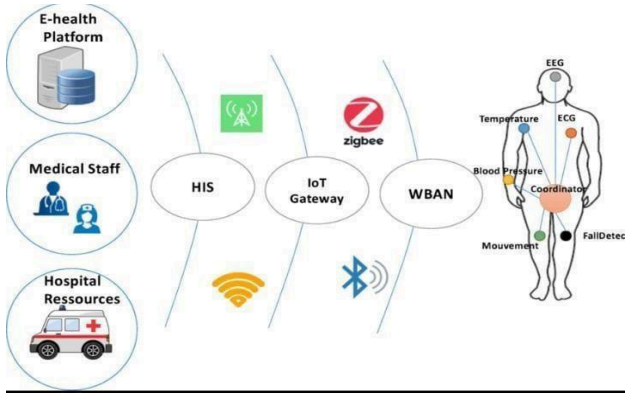 E-health
Platform
Medical Staff
Hospital
Ressources
HIS
IoT
Gateway
zigbee
WBAN
EEG
Temperature
ECG
Blood Pressure
Coordinator
Mouvement
FallDetec